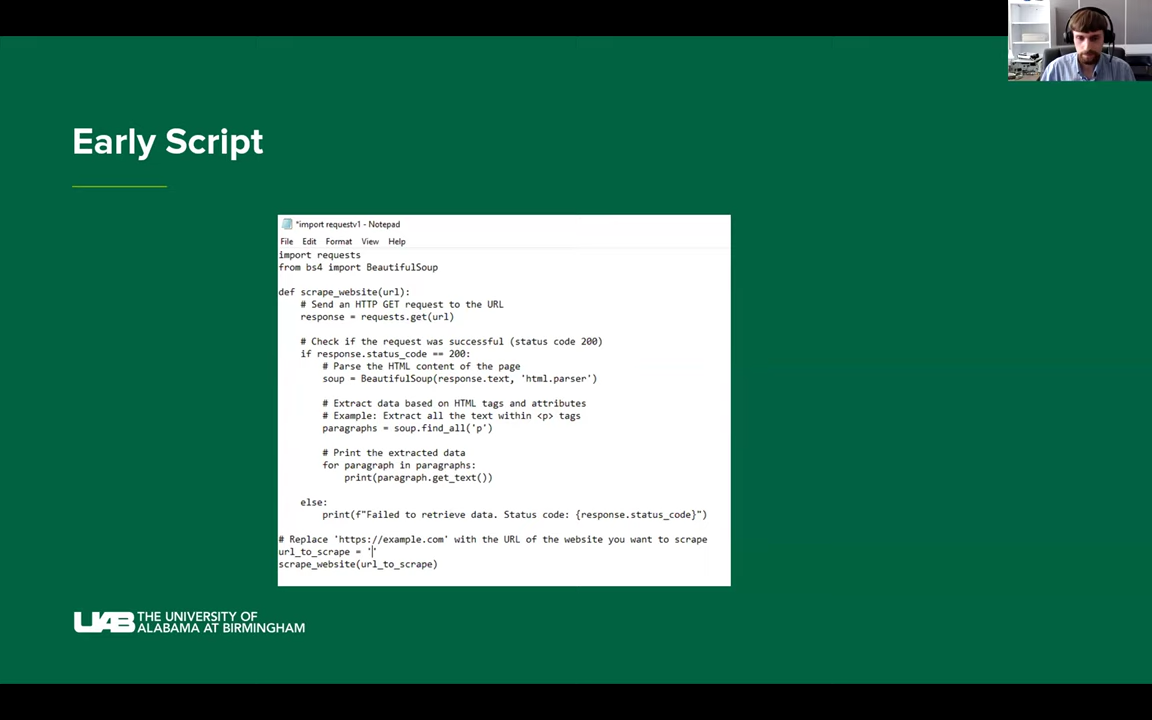 Early Script
*import requestv1 - Notepad
File Edit Format View Help
import requests
from bs4 import BeautifulSoup
def scrape_website(url):
# Send an HTTP GET request to the URL
response = requests.get(url)
# Check if the request was successful (status code 200)
if response.status_code == 200:
# Parse the HTML content of the page
soup = BeautifulSoup(response.text, 'html.parser')
# Extract data based on HTML tags and attributes
# Example: Extract all the text within <p> tags
paragraphs = soup.find_all('p')
# Print the extracted data
for paragraph in paragraphs:
print(paragraph.get_text())
else:
print(f"Failed to retrieve data. Status code: {response.status_code}")
# Replace 'https://example.com' with the URL of the website you want to scrape
url_to_scrape = ''
scrape_website(url_to_scrape)
UAB THE UNIVERSITY OF
ALABAMA AT BIRMINGHAM